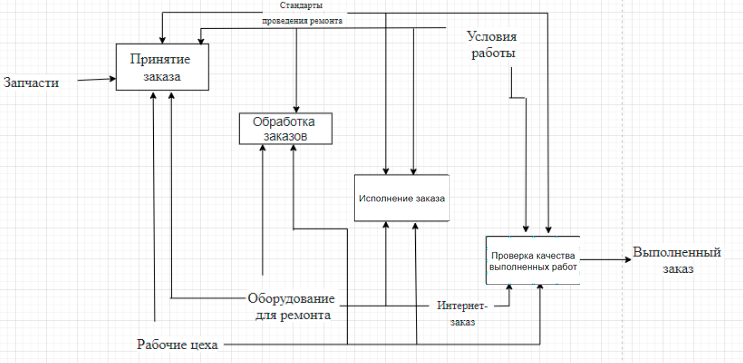 Стандарты
проведения ремонта
Условия
работы
Принятие
заказа
Запчасти
Обработка
заказов
Исполнение заказа
Проверка качества
выполненных работ
Выполненный
заказ
Оборудование
для ремонта
Интернет-
заказ
Рабочие цеха